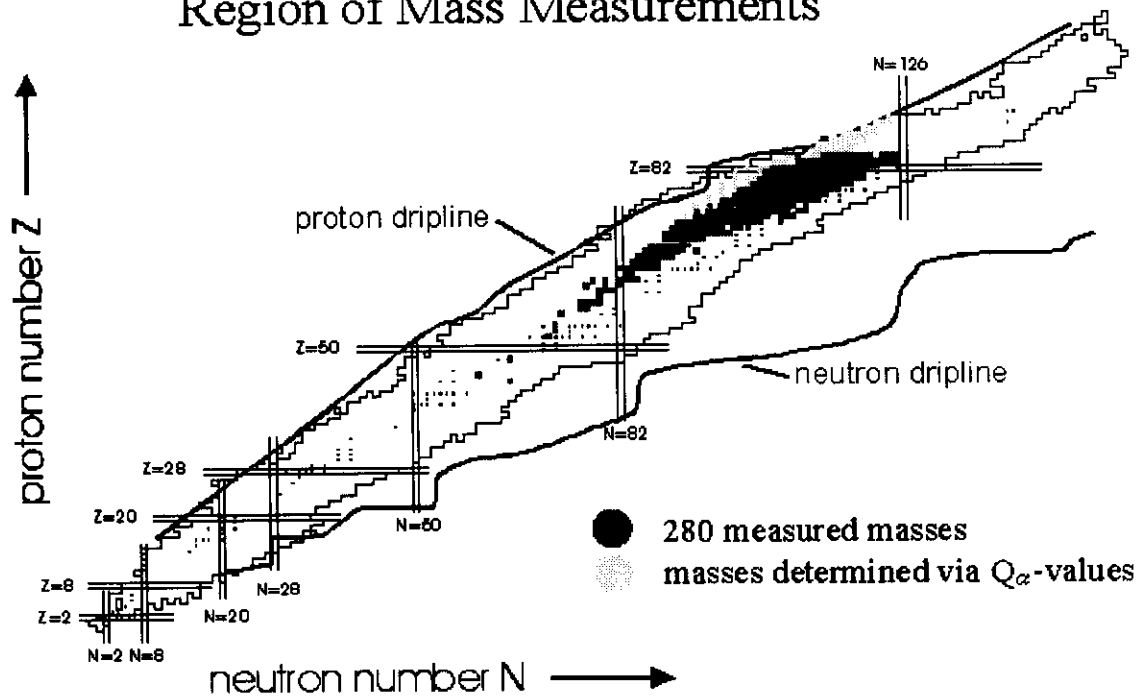 Region of Mass Measurements
N=126
Z=82
proton dripline
proton number Z
Z=50
neutron dripline
N=82
Z=28
Z=20
N=50
280 measured masses
masses determined via Qα-values
N=28
Z=8
N=20
Z=2
N=2
N=8
neutron number N